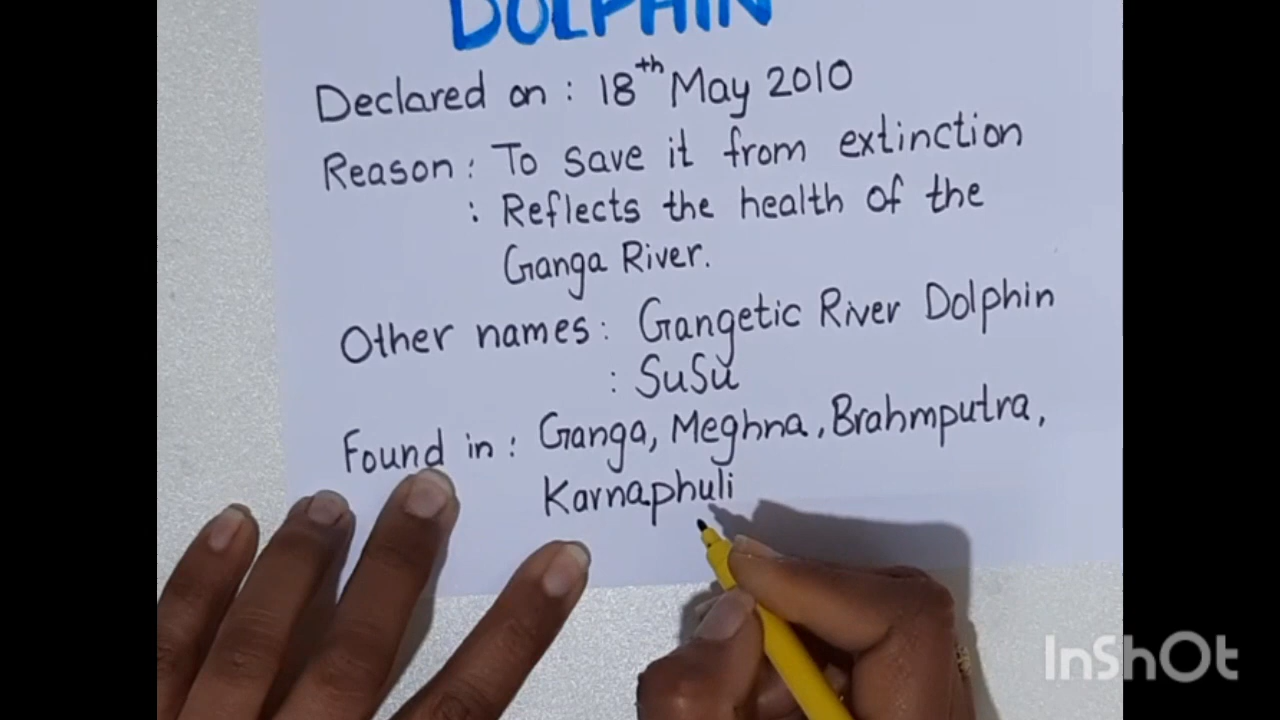 DOLPHIN
Declared on : 18th May 2010
Reason : To save it from extinction
: Reflects the health of the
Ganga River.
Other names : Gangetic River Dolphin
: SuSu
Found in : Ganga, Meghna, Brahmputra,
Karnaphuli
InShOt